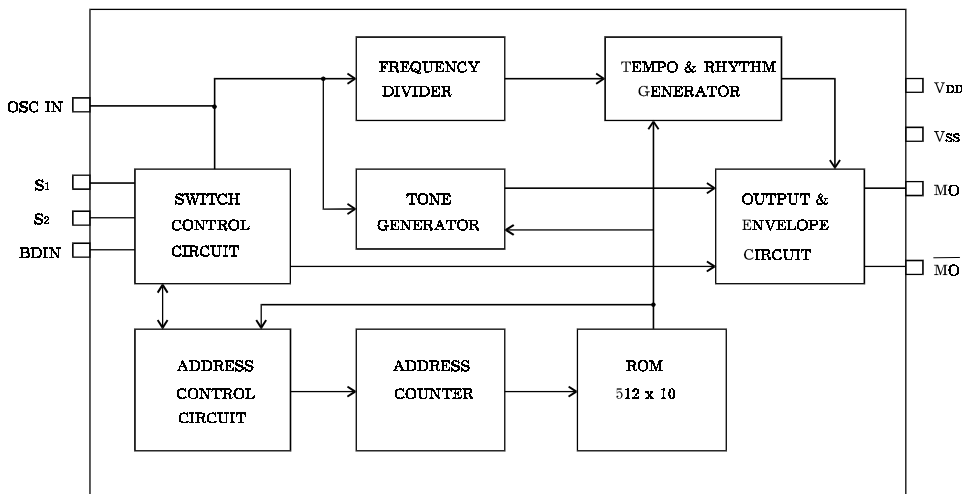 FREQUENCY
DIVIDER
TEMPO & RHYTHM
GENERATOR
OSC IN
VDD
VSS
S1
S2
BDIN
SWITCH
CONTROL
CIRCUIT
TONE
GENERATOR
OUTPUT &
ENVELOPE
CIRCUIT
MO
M̅O̅
ADDRESS
CONTROL
CIRCUIT
ADDRESS
COUNTER
ROM
512 x 10